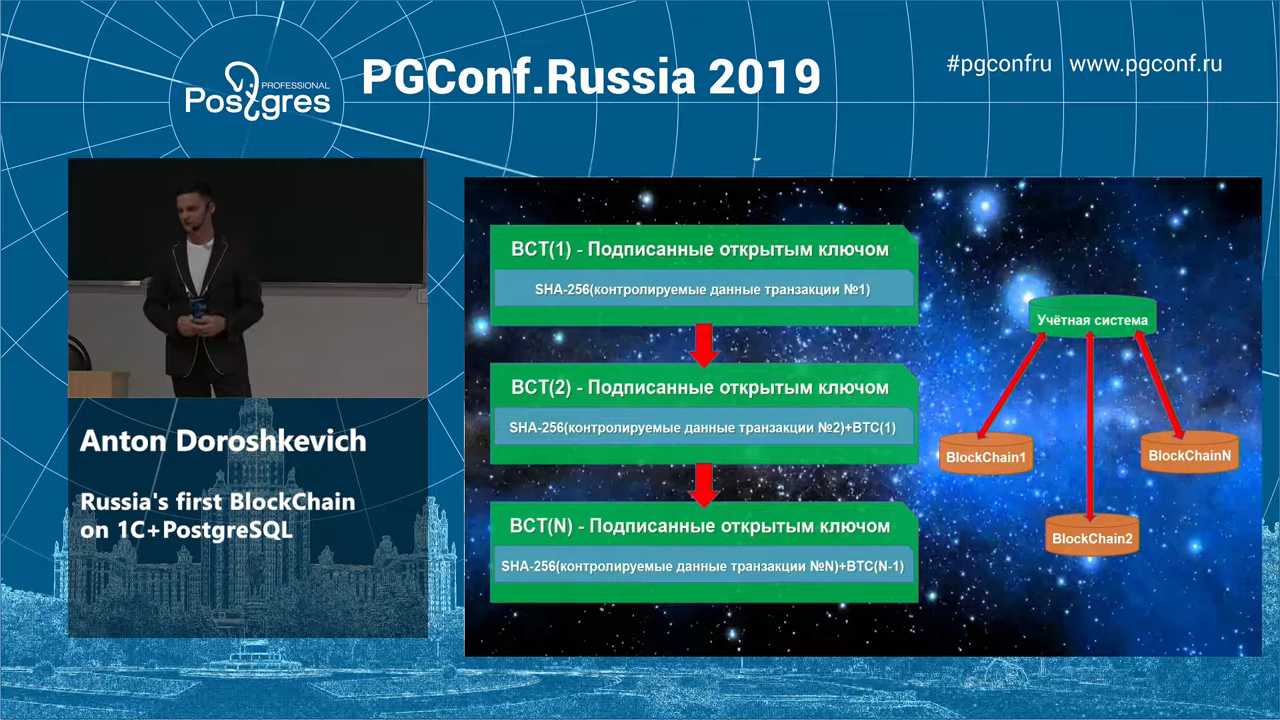 PROFESSIONAL
Postgres
PGConf.Russia 2019
#pgconfru www.pgconf.ru
Anton Doroshkevich
Russia's first BlockChain
on 1C+PostgreSQL
BCT(1) - Подписанные открытым ключом
SHA-256(контролируемые данные транзакции №1)
BCT(2) - Подписанные открытым ключом
SHA-256(контролируемые данные транзакции №2)+BTC(1)
BCT(N) - Подписанные открытым ключом
SHA-256(контролируемые данные транзакции №N)+BTC(N-1)
Учётная система
BlockChain1
BlockChainN
BlockChain2